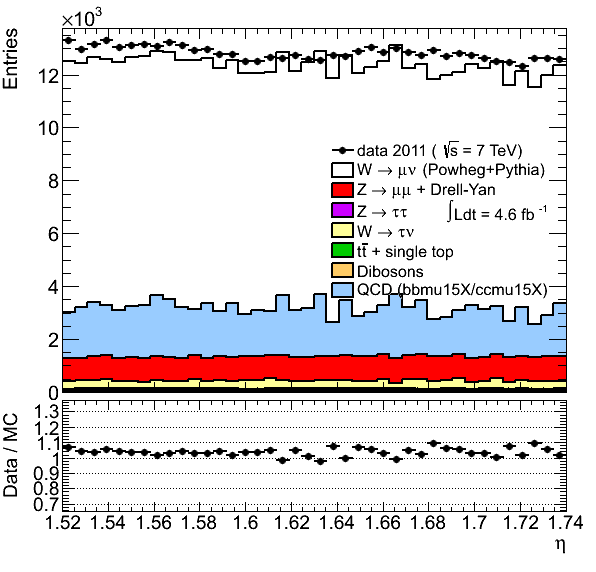 ×10³
Entries
12
10
8
6
4
2
0
data 2011 ( √s = 7 TeV)
W → μν (Powheg+Pythia)
Z → μμ + Drell-Yan
Z → ττ
∫Ldt = 4.6 fb⁻¹
W → τν
tt̅ + single top
Dibosons
QCD (bbmu15X/ccmu15X)
Data / MC
1.3
1.2
1.1
1
0.9
0.8
0.7
1.52 1.54 1.56 1.58 1.6 1.62 1.64 1.66 1.68 1.7 1.72 1.74
η